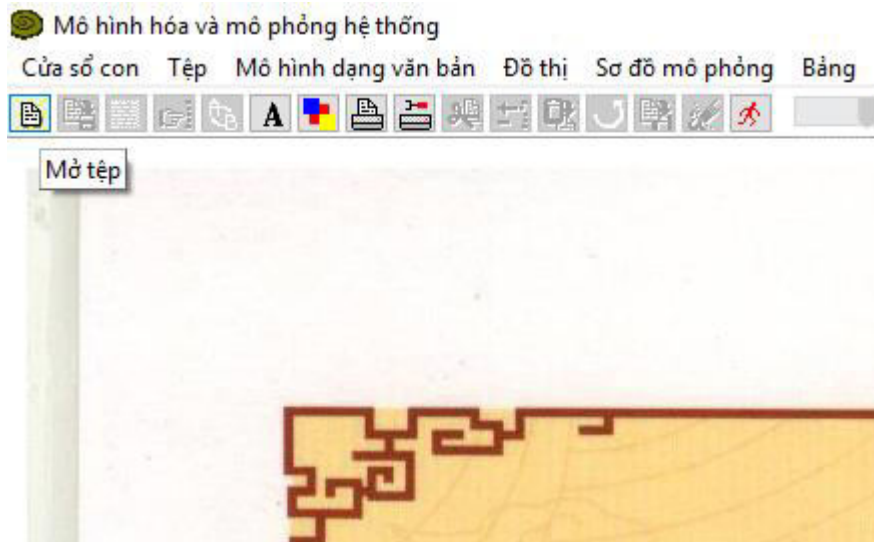 Mô hình hóa và mô phỏng hệ thống
Cửa sổ con Tệp Mô hình dạng văn bản Đồ thị Sơ đồ mô phỏng Bảng
A
Mở tệp